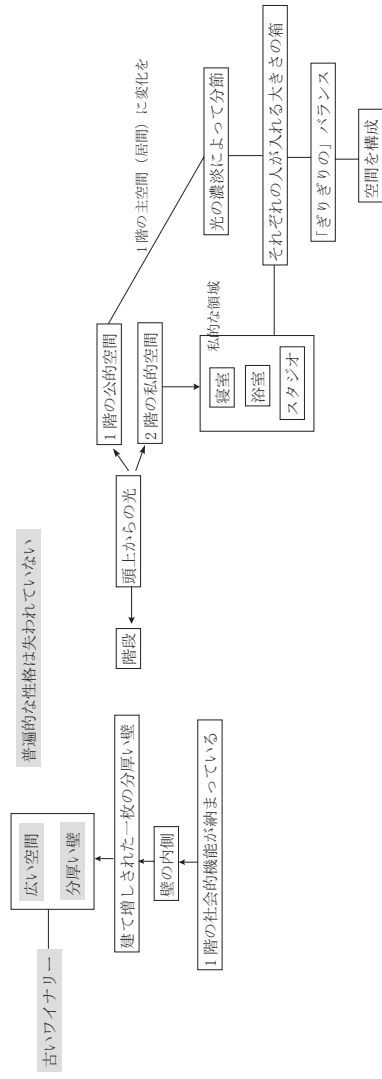 普遍的な性格は失われていない
古いワイナリー
広い空間
分厚い壁
建て増しされた一枚の分厚い壁
壁の内側
1階の社会的機能が納まっている
階段
頭上からの光
1階の公的空間
2階の私的空間
1階の主空間（居間）に変化を
私的な領域
寝室
浴室
スタジオ
光の濃淡によって分節
それぞれの人が入れる大きさの箱
「ぎりぎりの」バランス
空間を構成